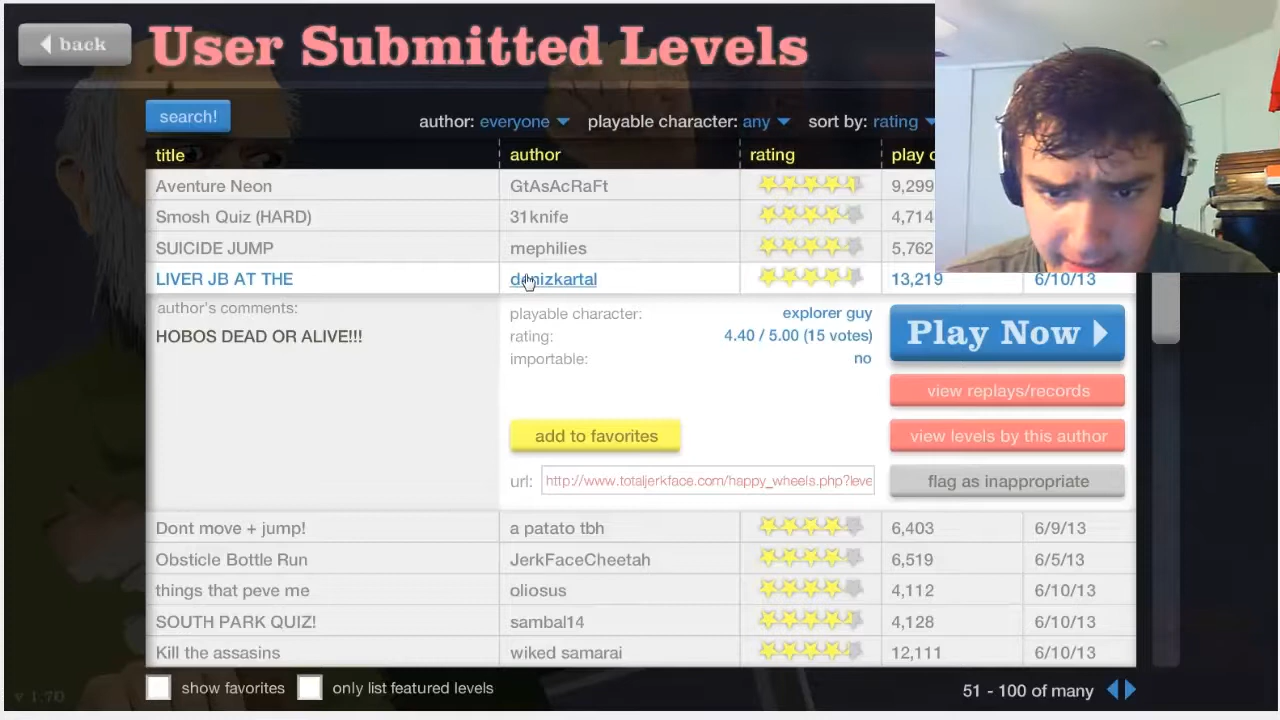 back
User Submitted Levels
search!
author: everyone playable character: any sort by: rating
title author rating play
Aventure Neon GtAsAcRaFt 9,299
Smosh Quiz (HARD) 31knife 4,714
SUICIDE JUMP mephilies 5,762
LIVER JB AT THE denizkartal 13,219 6/10/13
author's comments:
HOBOS DEAD OR ALIVE!!!
playable character: explorer guy
rating: 4.40 / 5.00 (15 votes)
importable: no
Play Now
view replays/records
add to favorites
view levels by this author
url: http://www.totaljerkface.com/happy_wheels.php?leve
flag as inappropriate
Dont move + jump! a patato tbh 6,403 6/9/13
Obsticle Bottle Run JerkFaceCheetah 6,519 6/5/13
things that peve me oliosus 4,112 6/10/13
SOUTH PARK QUIZ! sambal14 4,128 6/10/13
Kill the assasins wiked samarai 12,111 6/10/13
v 1.70
show favorites only list featured levels 51 - 100 of many